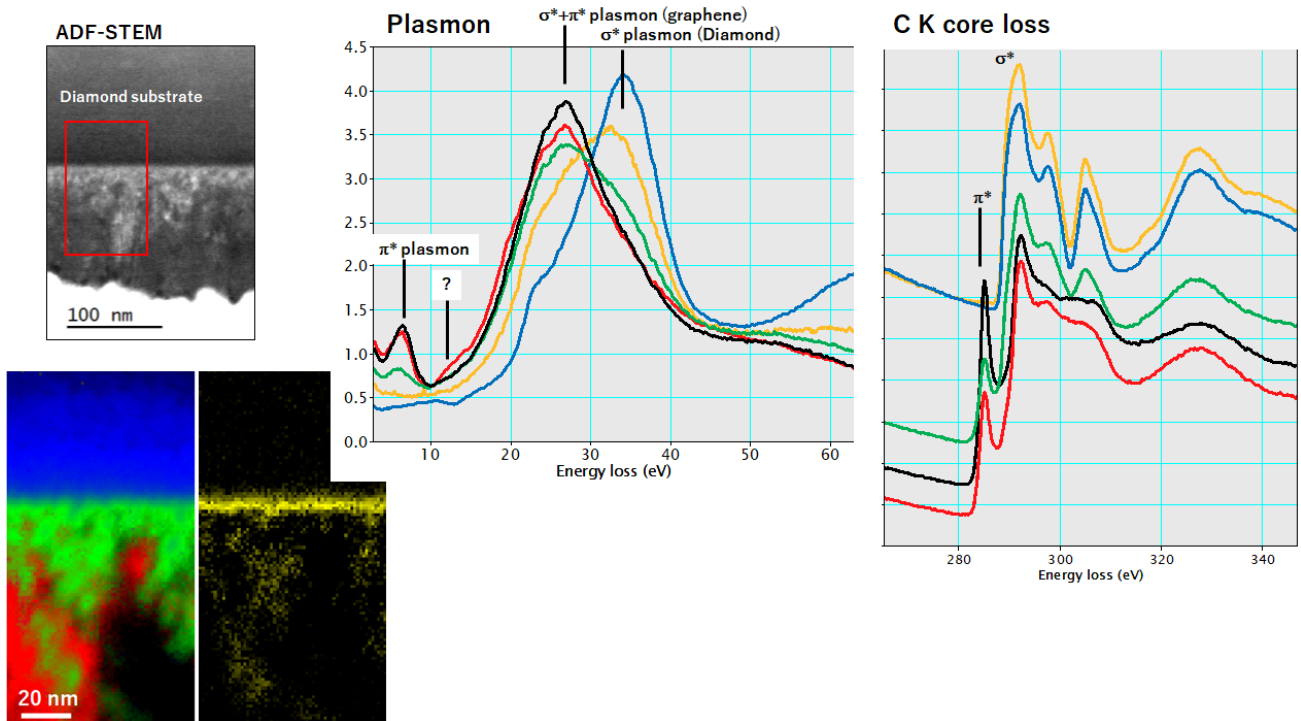 ADF-STEM
Diamond substrate
100 nm
20 nm
Plasmon
σ*+π* plasmon (graphene)
σ* plasmon (Diamond)
π* plasmon
?
4.5
4.0
3.5
3.0
2.5
2.0
1.5
1.0
0.5
0.0
10 20 30 40 50 60
Energy loss (eV)
C K core loss
σ*
π*
280 300 320 340
Energy loss (eV)